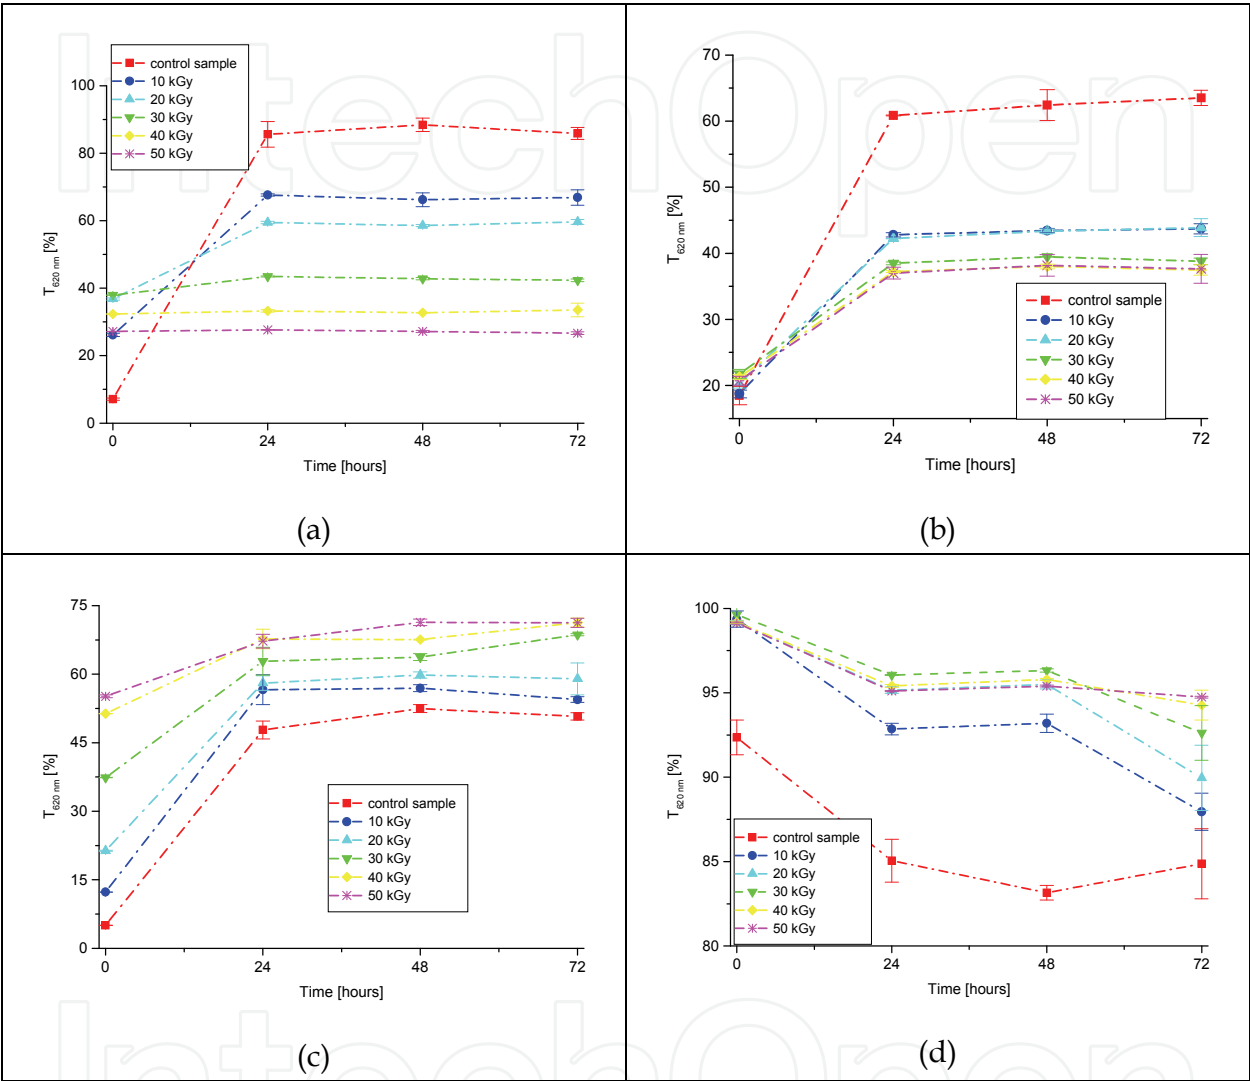 IntechOpen
control sample
10 kGy
20 kGy
30 kGy
40 kGy
50 kGy
100
80
60
40
20
0
T620 nm [%]
0 24 48 72
Time [hours]
(a)
70
60
50
40
30
20
T620 nm [%]
control sample
10 kGy
20 kGy
30 kGy
40 kGy
50 kGy
0 24 48 72
Time [hours]
(b)
75
60
45
30
15
0
T620 nm [%]
control sample
10 kGy
20 kGy
30 kGy
40 kGy
50 kGy
0 24 48 72
Time [hours]
(c)
100
95
90
85
80
T620 nm [%]
control sample
10 kGy
20 kGy
30 kGy
40 kGy
50 kGy
0 24 48 72
Time [hours]
(d)
IntechOpen